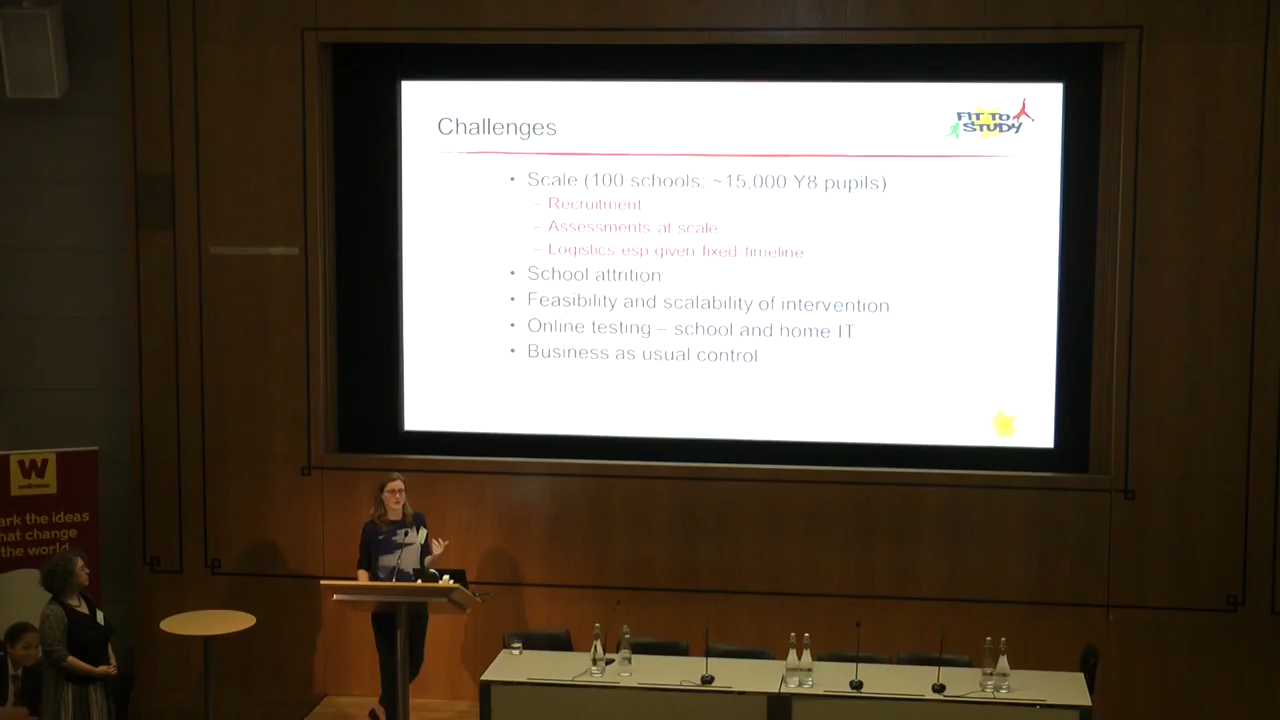 Challenges
FIT TO
STUDY
• Scale (100 schools; ~15,000 Y8 pupils)
– Recruitment
– Assessments at scale
– Logistics esp given fixed timeline
• School attrition
• Feasibility and scalability of intervention
• Online testing – school and home IT
• Business as usual control
W
wellcome
ark the ideas
hat change
the world